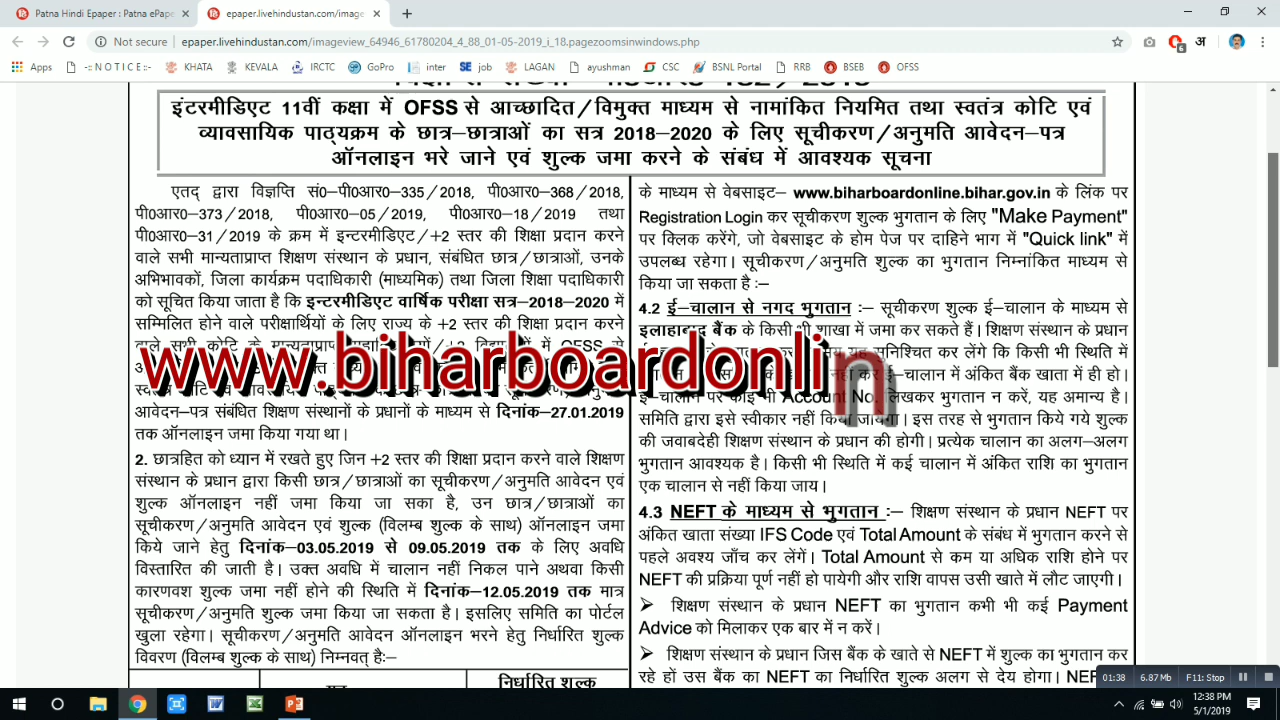 Patna Hindi Epaper : Patna ePape
epaper.livehindustan.com/image
Not secure | epaper.livehindustan.com/imageview_64946_61780204_4_88_01-05-2019_i_18.pagezoomsinwindows.php
Apps -:: N O T I C E ::- KHATA KEVALA IRCTC GoPro inter job LAGAN ayushman CSC BSNL Portal RRB BSEB OFSS
इंटरमीडिएट 11वीं कक्षा में OFSS से आच्छादित/विमुक्त माध्यम से नामांकित नियमित तथा स्वतंत्र कोटि एवं
व्यावसायिक पाठ्यक्रम के छात्र–छात्राओं का सत्र 2018–2020 के लिए सूचीकरण/अनुमति आवेदन–पत्र
ऑनलाइन भरे जाने एवं शुल्क जमा करने के संबंध में आवश्यक सूचना
एतद् द्वारा विज्ञप्ति सं0–पी0आर0–335/2018, पी0आर0–368/2018,
पी0आर0–373/2018, पी0आर0–05/2019, पी0आर0–18/2019 तथा
पी0आर0–31/2019 के क्रम में इन्टरमीडिएट/+2 स्तर की शिक्षा प्रदान करने
वाले सभी मान्यताप्राप्त शिक्षण संस्थान के प्रधान, संबंधित छात्र/छात्राओं, उनके
अभिभावकों, जिला कार्यक्रम पदाधिकारी (माध्यमिक) तथा जिला शिक्षा पदाधिकारी
को सूचित किया जाता है कि इन्टरमीडिएट वार्षिक परीक्षा सत्र–2018–2020 में
सम्मिलित होने वाले परीक्षार्थियों के लिए राज्य के +2 स्तर की शिक्षा प्रदान करने
www.biharboardonlin
आवेदन–पत्र संबंधित शिक्षण संस्थानों के प्रधानों के माध्यम से दिनांक–27.01.2019
तक ऑनलाइन जमा किया गया था।
2. छात्रहित को ध्यान में रखते हुए जिन +2 स्तर की शिक्षा प्रदान करने वाले शिक्षण
संस्थान के प्रधान द्वारा किसी छात्र/छात्राओं का सूचीकरण/अनुमति आवेदन एवं
शुल्क ऑनलाइन नहीं जमा किया जा सका है, उन छात्र/छात्राओं का
सूचीकरण/अनुमति आवेदन एवं शुल्क (विलम्ब शुल्क के साथ) ऑनलाइन जमा
किये जाने हेतु दिनांक–03.05.2019 से 09.05.2019 तक के लिए अवधि
विस्तारित की जाती है। उक्त अवधि में चालान नहीं निकल पाने अथवा किसी
कारणवश शुल्क जमा नहीं होने की स्थिति में दिनांक–12.05.2019 तक मात्र
सूचीकरण/अनुमति शुल्क जमा किया जा सकता है। इसलिए समिति का पोर्टल
खुला रहेगा। सूचीकरण/अनुमति आवेदन ऑनलाइन भरने हेतु निर्धारित शुल्क
विवरण (विलम्ब शुल्क के साथ) निम्नवत् है:–
निर्धारित शुल्क
के माध्यम से वेबसाइट– www.biharboardonline.bihar.gov.in के लिंक पर
Registration Login कर सूचीकरण शुल्क भुगतान के लिए "Make Payment"
पर क्लिक करेंगे, जो वेबसाइट के होम पेज पर दाहिने भाग में "Quick link" में
उपलब्ध रहेगा। सूचीकरण/अनुमति शुल्क का भुगतान निम्नांकित माध्यम से
किया जा सकता है :–
4.2 ई–चालान से नगद भुगतान :– सूचीकरण शुल्क ई–चालान के माध्यम से
इलाहाबाद बैंक के किसी भी शाखा में जमा कर सकते हैं। शिक्षण संस्थान के प्रधान
सुनिश्चित कर लेंगे कि किसी भी स्थिति में
ई–चालान में अंकित बैंक खाता में ही हो।
ई–चालान पर कोई भी Account No. लिखकर भुगतान न करें, यह अमान्य है।
समिति द्वारा इसे स्वीकार नहीं किया जायेगा। इस तरह से भुगतान किये गये शुल्क
की जवाबदेही शिक्षण संस्थान के प्रधान की होगी। प्रत्येक चालान का अलग–अलग
भुगतान आवश्यक है। किसी भी स्थिति में कई चालान में अंकित राशि का भुगतान
एक चालान से नहीं किया जाय।
4.3 NEFT के माध्यम से भुगतान :– शिक्षण संस्थान के प्रधान NEFT पर
अंकित खाता संख्या IFS Code एवं Total Amount के संबंध में भुगतान करने से
पहले अवश्य जाँच कर लेंगें। Total Amount से कम या अधिक राशि होने पर
NEFT की प्रक्रिया पूर्ण नहीं हो पायेगी और राशि वापस उसी खाते में लौट जाएगी।
➢ शिक्षण संस्थान के प्रधान NEFT का भुगतान कभी भी कई Payment
Advice को मिलाकर एक बार में न करें।
➢ शिक्षण संस्थान के प्रधान जिस बैंक के खाते से NEFT में शुल्क का भुगतान कर
रहे हों उस बैंक का NEFT का निर्धारित शुल्क अलग से देय होगा।
01:38 6.87 Mb F11: Stop
12:38 PM
5/1/2019